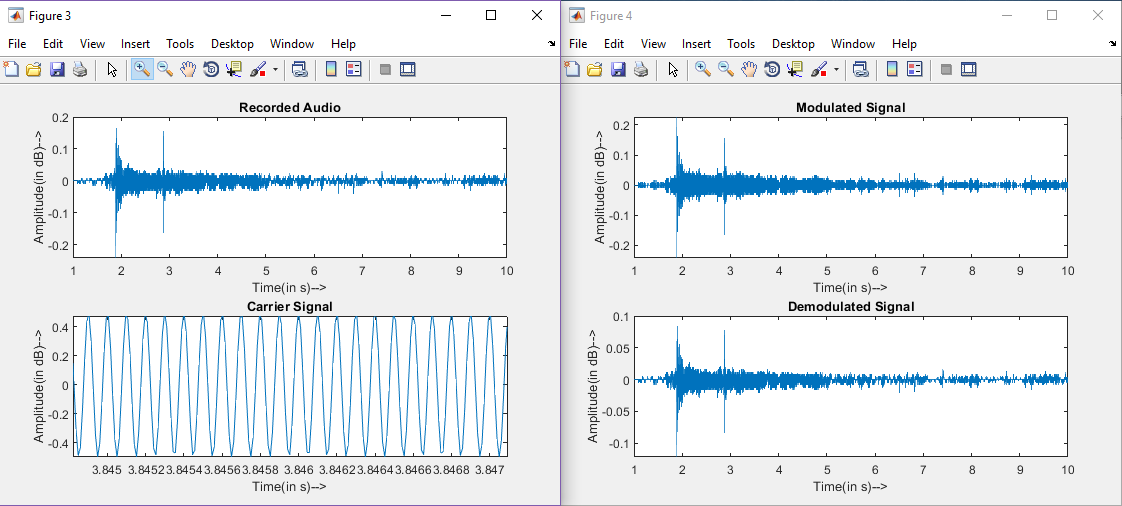 Figure 3
File Edit View Insert Tools Desktop Window Help
Recorded Audio
Amplitude(in dB)-->
0.2
0.1
0
-0.1
-0.2
1 2 3 4 5 6 7 8 9 10
Time(in s)-->
Carrier Signal
Amplitude(in dB)-->
0.4
0.2
0
-0.2
-0.4
3.845 3.8452 3.8454 3.8456 3.8458 3.846 3.8462 3.8464 3.8466 3.8468 3.847
Time(in s)-->
Figure 4
File Edit View Insert Tools Desktop Window Help
Modulated Signal
Amplitude(in dB)-->
0.2
0.1
0
-0.1
-0.2
1 2 3 4 5 6 7 8 9 10
Time(in s)-->
Demodulated Signal
Amplitude(in dB)-->
0.1
0.05
0
-0.05
-0.1
1 2 3 4 5 6 7 8 9 10
Time(in s)-->